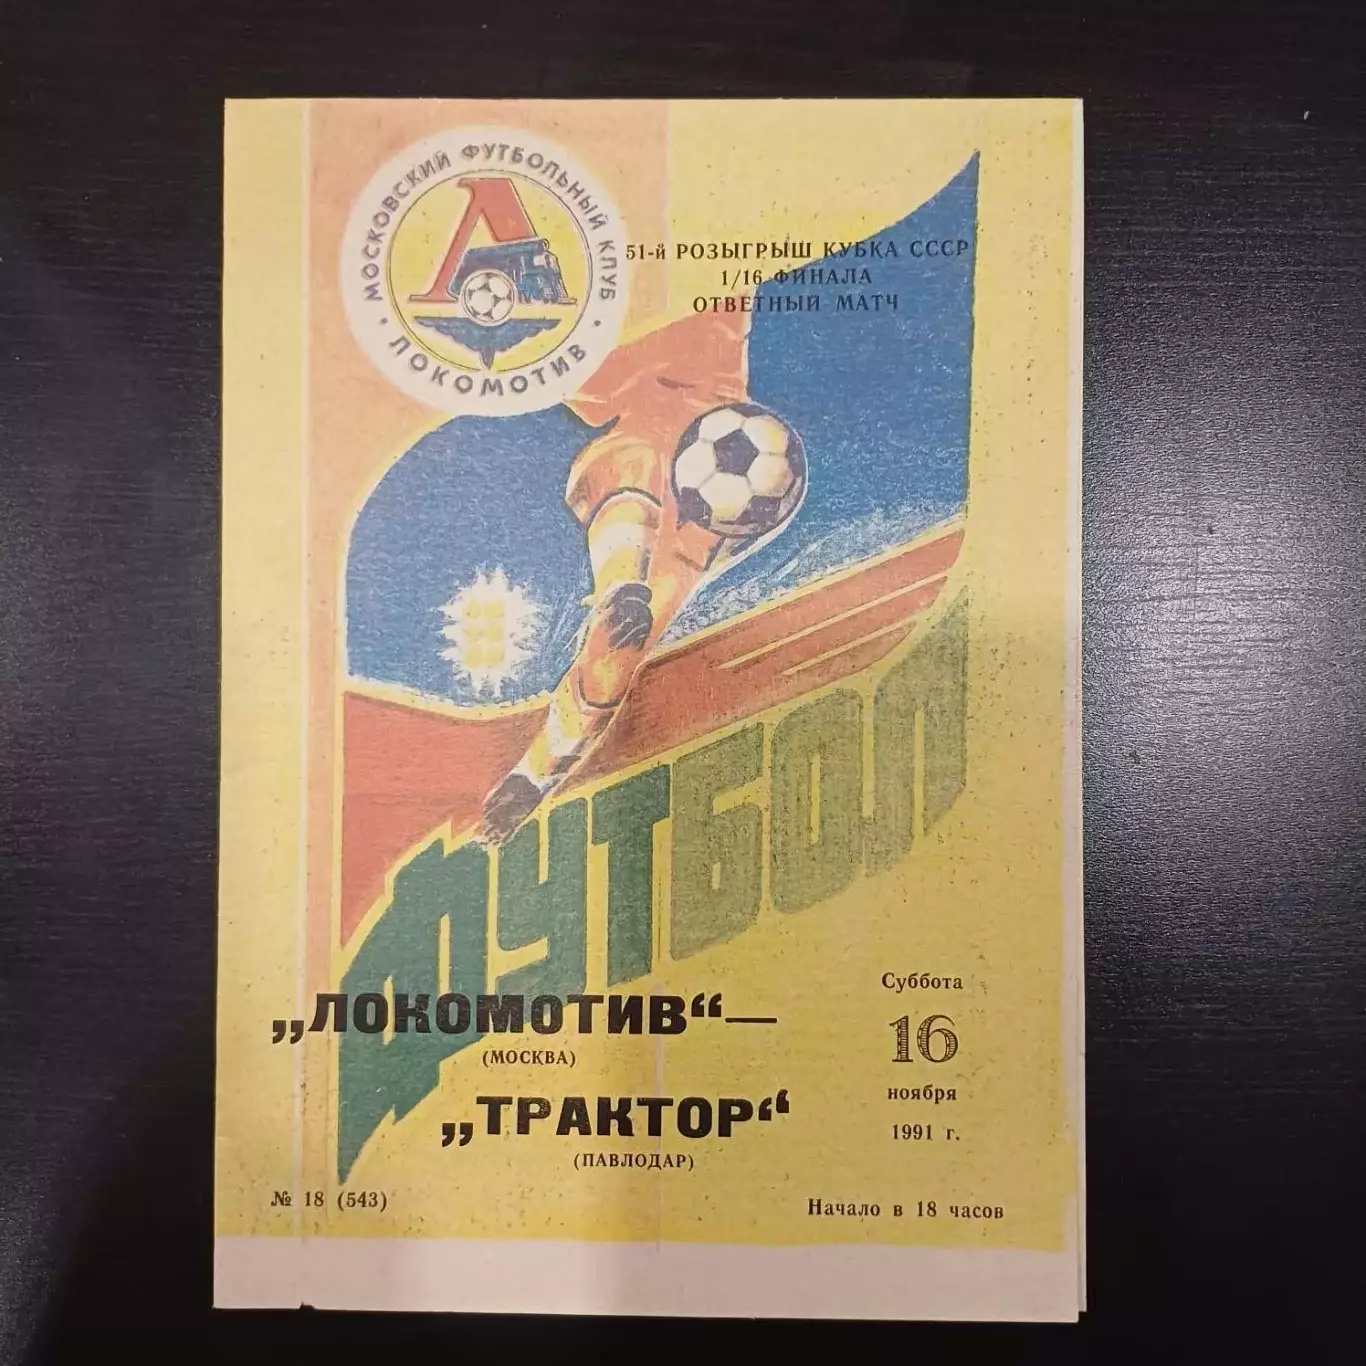 МОСКОВСКИЙ ФУТБОЛЬНЫЙ КЛУБ
• ЛОКОМОТИВ •
51-й РОЗЫГРЫШ КУБКА СССР
1/16 ФИНАЛА
ОТВЕТНЫЙ МАТЧ
ФУТБОЛ
„ЛОКОМОТИВ“—
(МОСКВА)
„ТРАКТОР“
(ПАВЛОДАР)
Суббота
16
ноября
1991 г.
№ 18 (543)
Начало в 18 часов